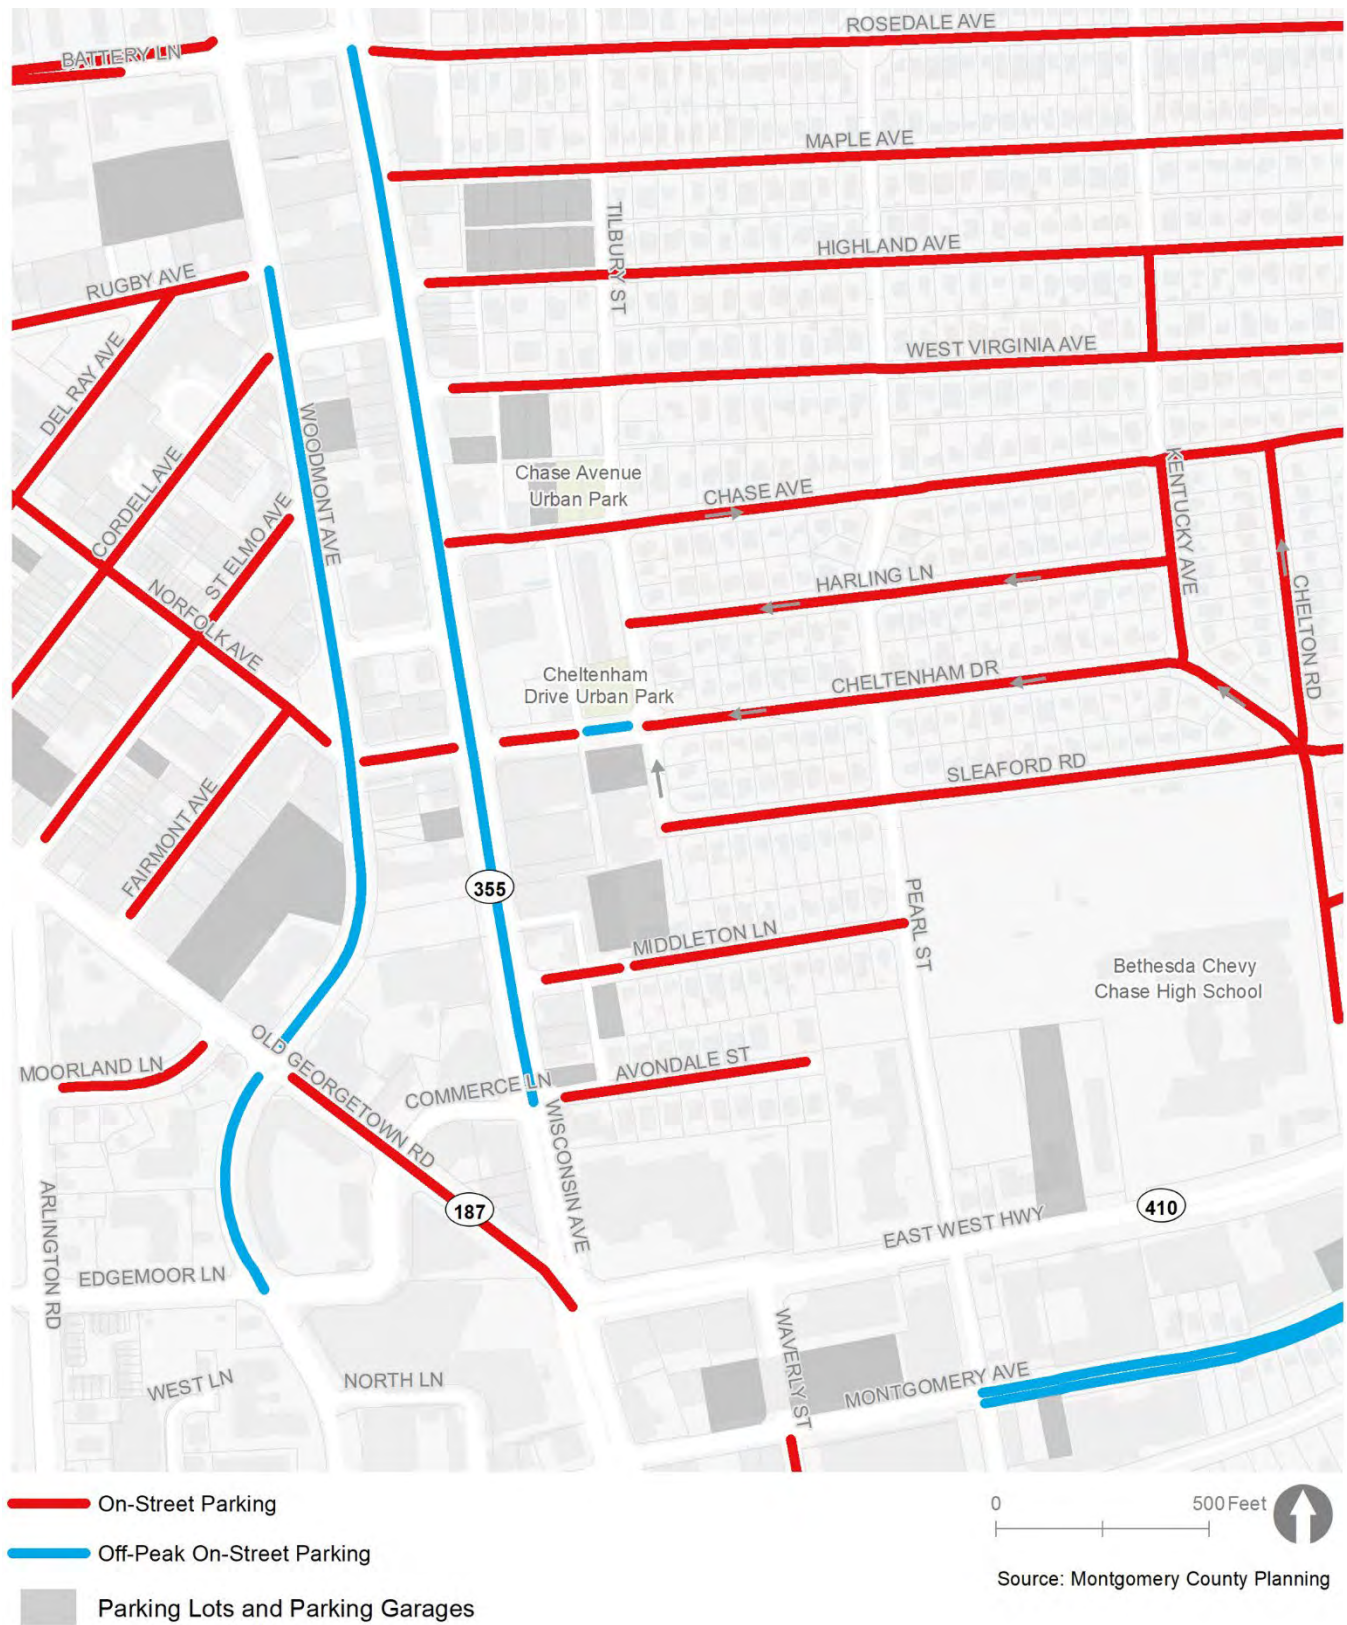 ROSEDALE AVE
BATTERY LN
MAPLE AVE
TILBURY ST
HIGHLAND AVE
RUGBY AVE
DEL RAY AVE
WEST VIRGINIA AVE
WOODMONT AVE
CORDELL AVE
ST ELMO AVE
NORFOLK AVE
Chase Avenue
Urban Park
CHASE AVE
KENTUCKY AVE
HARLING LN
CHELTON RD
Cheltenham
Drive Urban Park
CHELTENHAM DR
SLEAFORD RD
FAIRMONT AVE
355
PEARL ST
MIDDLETON LN
Bethesda Chevy
Chase High School
OLD GEORGETOWN RD
MOORLAND LN
AVONDALE ST
COMMERCE LN
WISCONSIN AVE
ARLINGTON RD
187
410
EAST WEST HWY
EDGEMOOR LN
WAVERLY ST
WEST LN
NORTH LN
MONTGOMERY AVE
On-Street Parking
Off-Peak On-Street Parking
Parking Lots and Parking Garages
0 500 Feet
Source: Montgomery County Planning